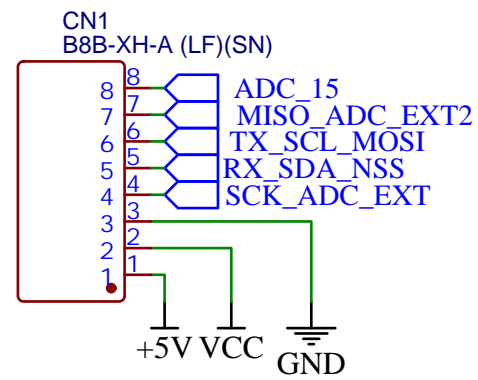 CN1
B8B-XH-A (LF)(SN)
8 8 ADC_15
7 7 MISO_ADC_EXT2
6 6 TX_SCL_MOSI
5 5 RX_SDA_NSS
4 4 SCK_ADC_EXT
3 3
2 2
1 1
+5V VCC GND